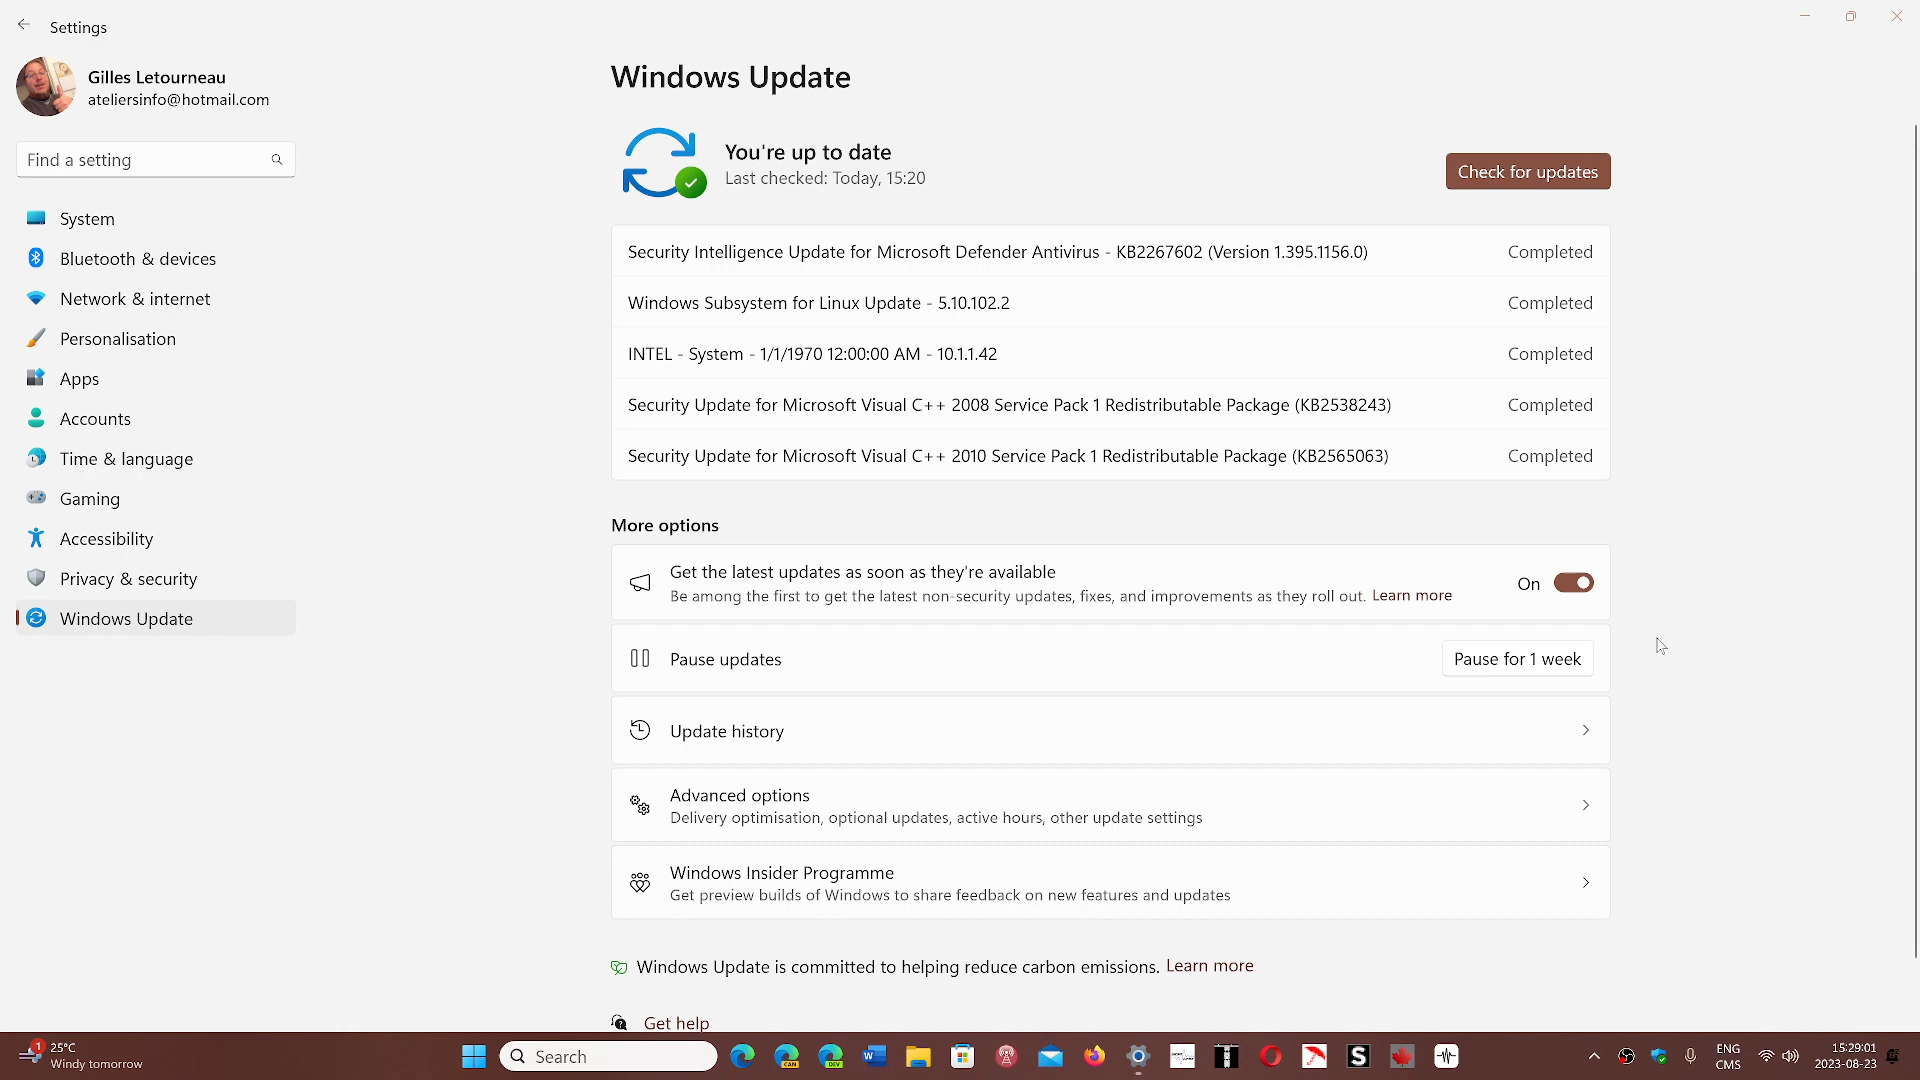 Settings
Gilles Letourneau
ateliersinfo@hotmail.com
Find a setting
System
Bluetooth & devices
Network & internet
Personalisation
Apps
Accounts
Time & language
Gaming
Accessibility
Privacy & security
Windows Update
Windows Update
You're up to date
Last checked: Today, 15:20
Check for updates
Security Intelligence Update for Microsoft Defender Antivirus - KB2267602 (Version 1.395.1156.0) Completed
Windows Subsystem for Linux Update - 5.10.102.2 Completed
INTEL - System - 1/1/1970 12:00:00 AM - 10.1.1.42 Completed
Security Update for Microsoft Visual C++ 2008 Service Pack 1 Redistributable Package (KB2538243) Completed
Security Update for Microsoft Visual C++ 2010 Service Pack 1 Redistributable Package (KB2565063) Completed
More options
Get the latest updates as soon as they're available
Be among the first to get the latest non-security updates, fixes, and improvements as they roll out. Learn more
On
Pause updates
Pause for 1 week
Update history
Advanced options
Delivery optimisation, optional updates, active hours, other update settings
Windows Insider Programme
Get preview builds of Windows to share feedback on new features and updates
Windows Update is committed to helping reduce carbon emissions. Learn more
Get help
1
25°C
Windy tomorrow
Search
CAN
DEV
W
S
ENG
CMS
15:29:01
2023-08-23